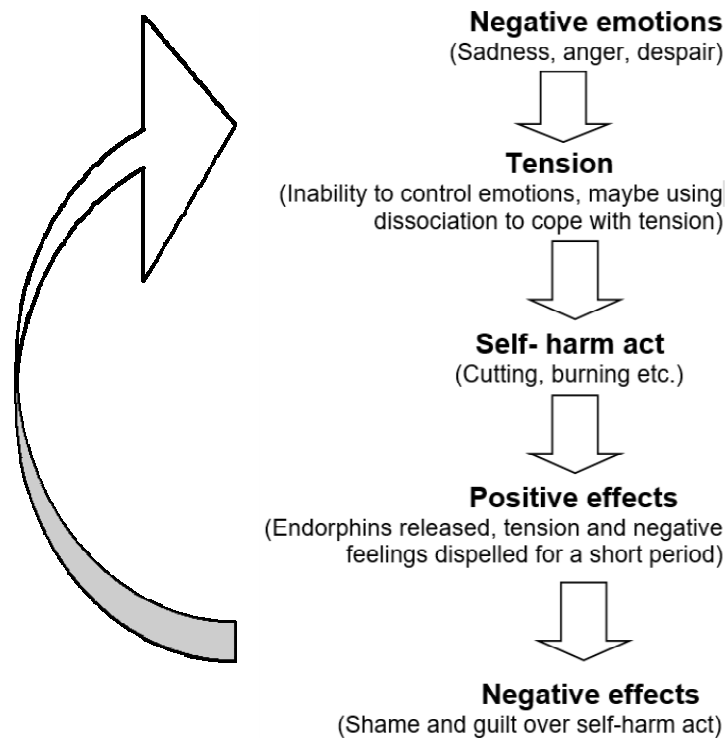 Negative emotions
(Sadness, anger, despair)
Tension
(Inability to control emotions, maybe using
dissociation to cope with tension)
Self- harm act
(Cutting, burning etc.)
Positive effects
(Endorphins released, tension and negative
feelings dispelled for a short period)
Negative effects
(Shame and guilt over self-harm act)